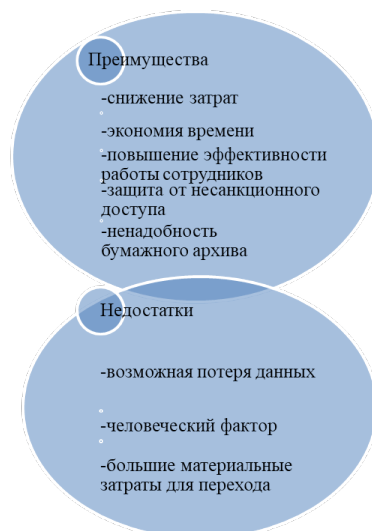 Преимущества
-снижение затрат
-экономия времени
-повышение эффективности
работы сотрудников
-защита от несанкционного
доступа
-ненадобность
бумажного архива
Недостатки
-возможная потеря данных
-человеческий фактор
-большие материальные
затраты для перехода